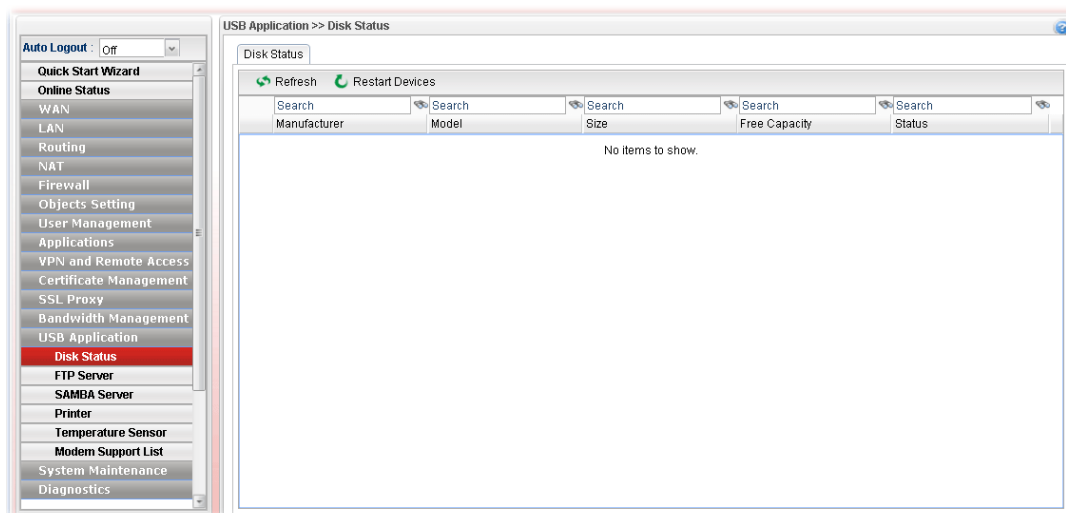 USB Application >> Disk Status
Auto Logout : Off
Quick Start Wizard
Online Status
WAN
LAN
Routing
NAT
Firewall
Objects Setting
User Management
Applications
VPN and Remote Access
Certificate Management
SSL Proxy
Bandwidth Management
USB Application
Disk Status
FTP Server
SAMBA Server
Printer
Temperature Sensor
Modem Support List
System Maintenance
Diagnostics
Disk Status
Refresh Restart Devices
Search Search Search Search Search
Manufacturer Model Size Free Capacity Status
No items to show.